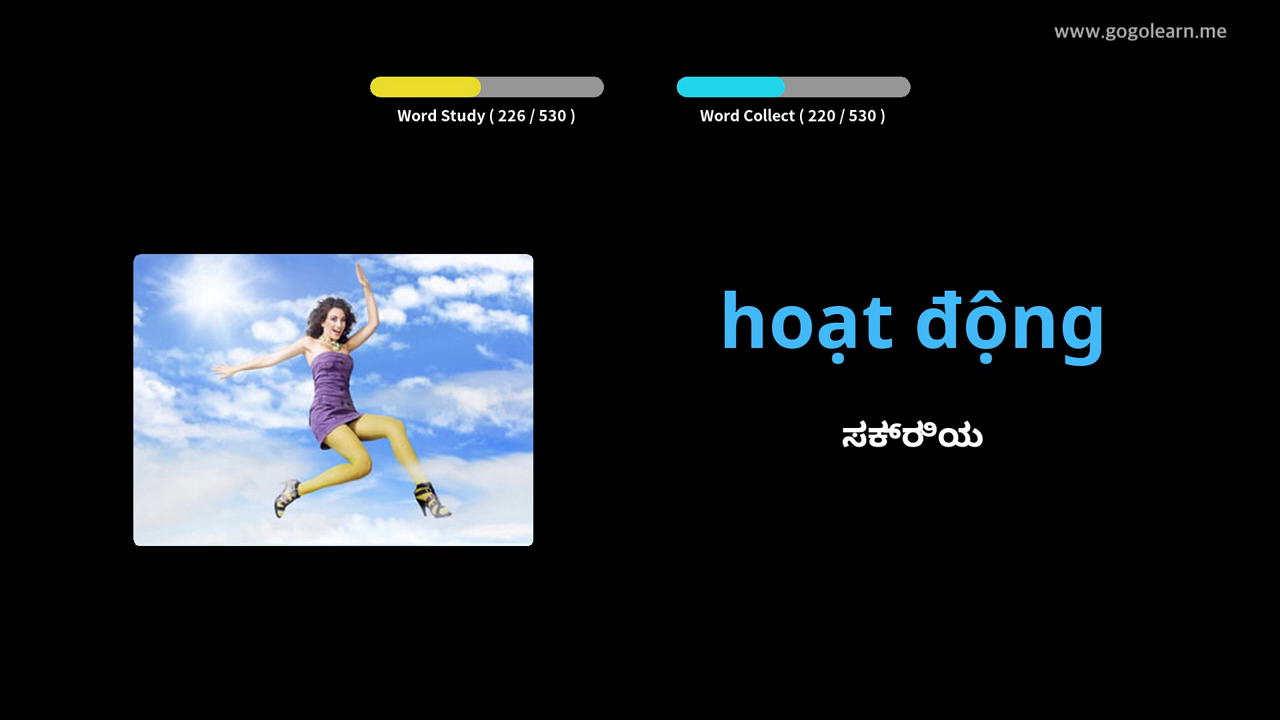 www.gogolearn.me
Word Study ( 226 / 530 )
Word Collect ( 220 / 530 )
hoạt động
ಸಕ್ರಿಯ